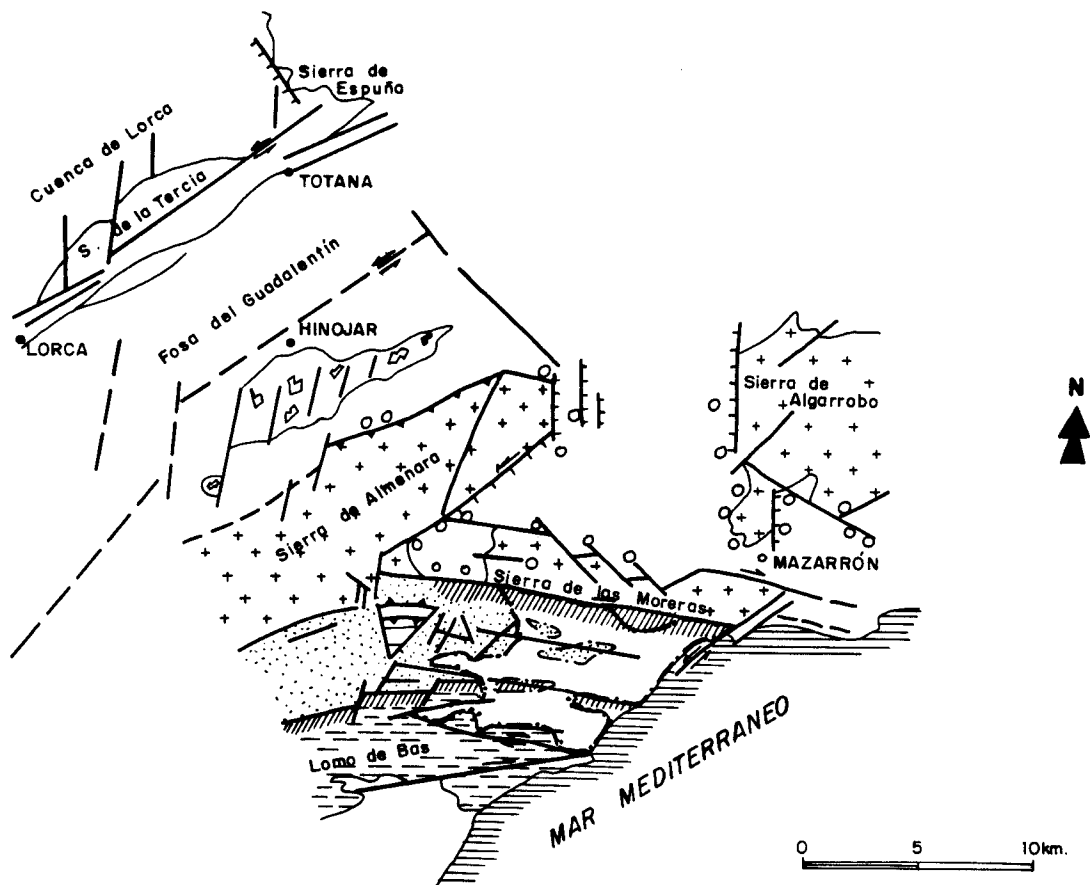 Sierra de
Espuña
Cuenca de Lorca
S. de la Tercia
TOTANA
LORCA
Fosa del Guadalentín
HINOJAR
Sierra de
Algarrobo
N
Sierra de Almenara
MAZARRÓN
Sierra de las Moreras
Lomo de Bas
MAR MEDITERRANEO
0 5 10km.